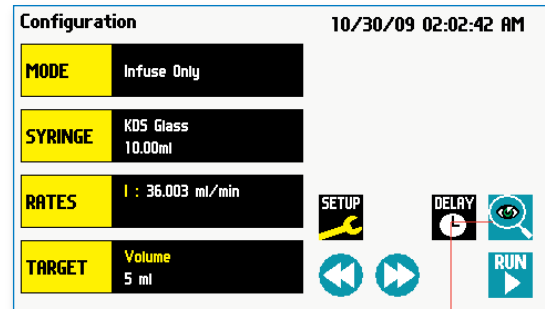 Configuration
10/30/09 02:02:42 AM
MODE
Infuse Only
SYRINGE
KDS Glass
10.00ml
RATES
I : 36.003 ml/min
TARGET
Volume
5 ml
SETUP
DELAY
RUN